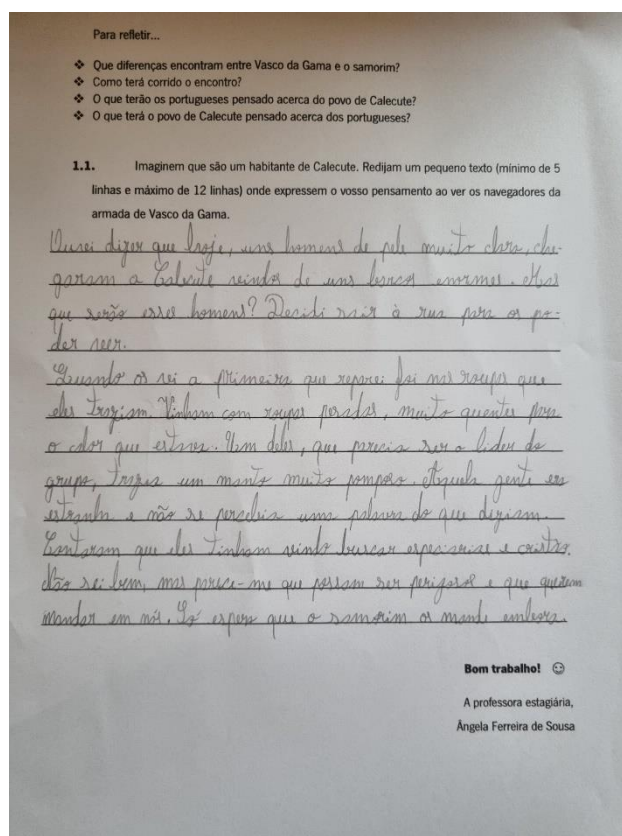 Para refletir...
❖ Que diferenças encontram entre Vasco da Gama e o samorim?
❖ Como terá corrido o encontro?
❖ O que terão os portugueses pensado acerca do povo de Calecute?
❖ O que terá o povo de Calecute pensado acerca dos portugueses?
1.1. Imaginem que são um habitante de Calecute. Redijam um pequeno texto (mínimo de 5
linhas e máximo de 12 linhas) onde expressem o vosso pensamento ao ver os navegadores da
armada de Vasco da Gama.
Ouvi dizer que hoje, uns homens de pele muito clara, che-
garam a Calecute vindos de uns barcos enormes. Mas
que serão esses homens? Decidi sair à rua para os po-
der ver.
Quando os vi a primeira que reparei foi nas roupas que
eles traziam. Vinham com roupas pesadas, muito quentes para
o calor que estava. Um deles, que parecia ser o líder do
grupo, trazia um manto muito pomposo. Aquela gente era
estranha e não se percebia uma palavra do que diziam.
Contaram que eles tinham vindo buscar especiarias e cristãos.
Não sei bem, mas parece-me que possam ser perigosos e que querem
mandar em nós. Só espero que o samorim os mande embora.
Bom trabalho! ☺
A professora estagiária,
Ângela Ferreira de Sousa